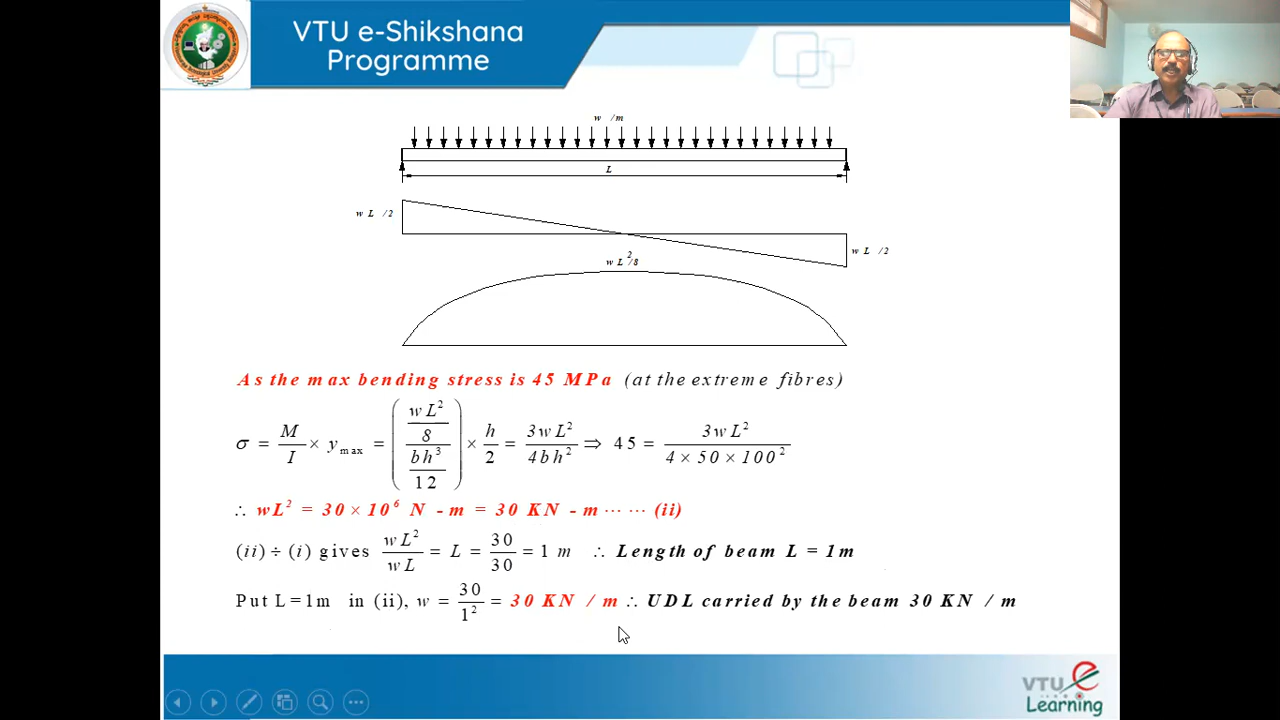 VTU e-Shikshana
Programme
w /m
L
w L /2
w L /2
w L²/8
As the max bending stress is 45 MPa (at the extreme fibres)
σ = M/I × y max = ( (wL²/8) / (bh³/12) ) × h/2 = 3wL²/4bh² ⇒ 45 = 3wL²/(4 × 50 × 100²)
∴ wL² = 30 × 10⁶ N - m = 30 KN - m ⋯ ⋯ (ii)
(ii) ÷ (i) gives wL²/wL = L = 30/30 = 1 m ∴ Length of beam L = 1m
Put L=1m in (ii), w = 30/1² = 30 KN / m ∴ UDL carried by the beam 30 KN / m
VTU e
Learning